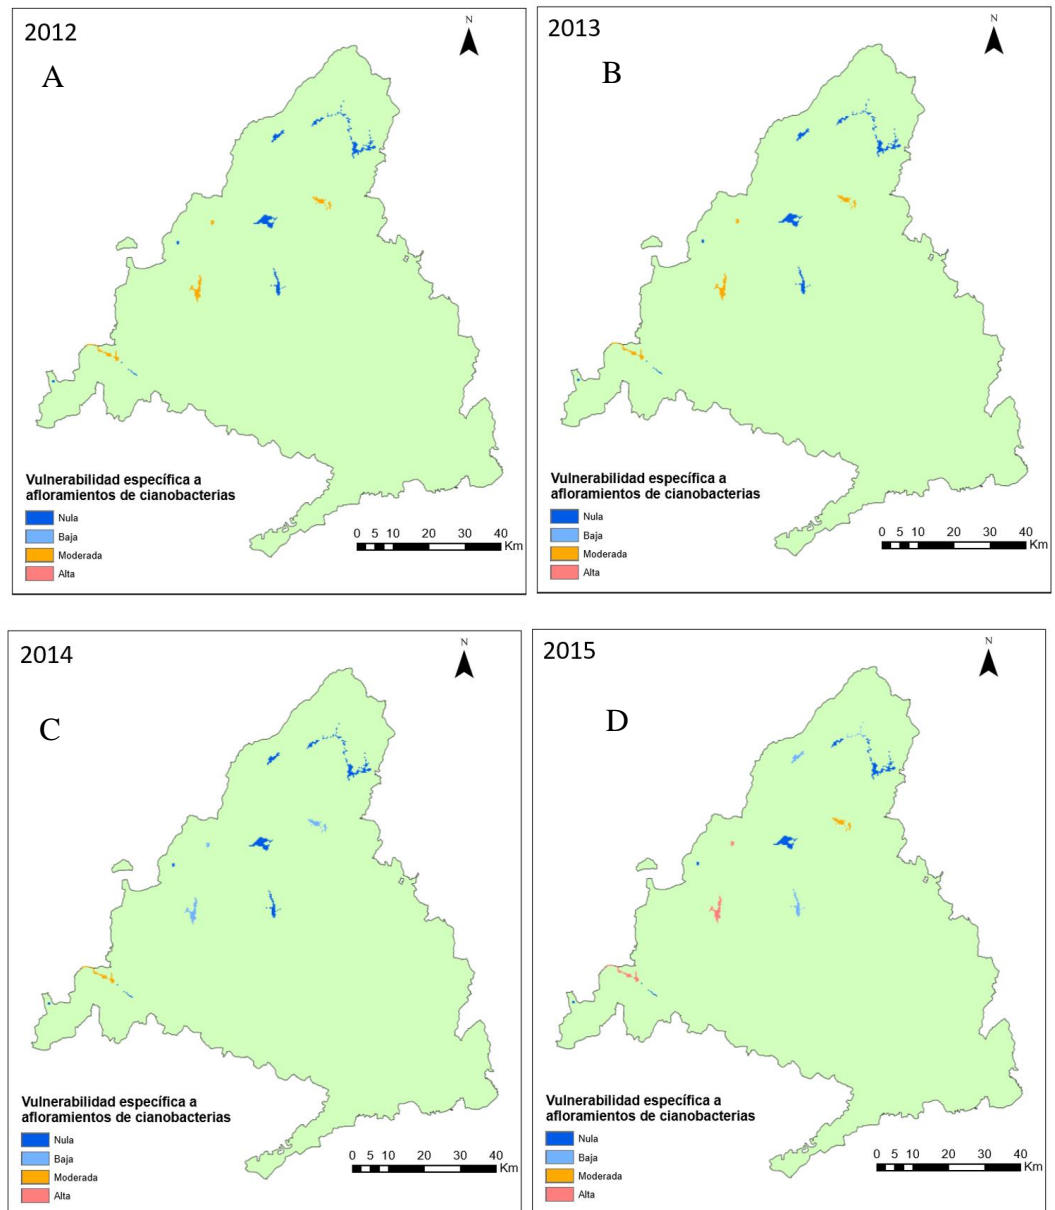 2012
N
A
Vulnerabilidad específica a
afloramientos de cianobacterias
Nula
Baja
Moderada
Alta
0 5 10 20 30 40
Km
2013
N
B
Vulnerabilidad específica a
afloramientos de cianobacterias
Nula
Baja
Moderada
Alta
0 5 10 20 30 40
Km
2014
N
C
Vulnerabilidad específica a
afloramientos de cianobacterias
Nula
Baja
Moderada
Alta
0 5 10 20 30 40
Km
2015
N
D
Vulnerabilidad específica a
afloramientos de cianobacterias
Nula
Baja
Moderada
Alta
0 5 10 20 30 40
Km